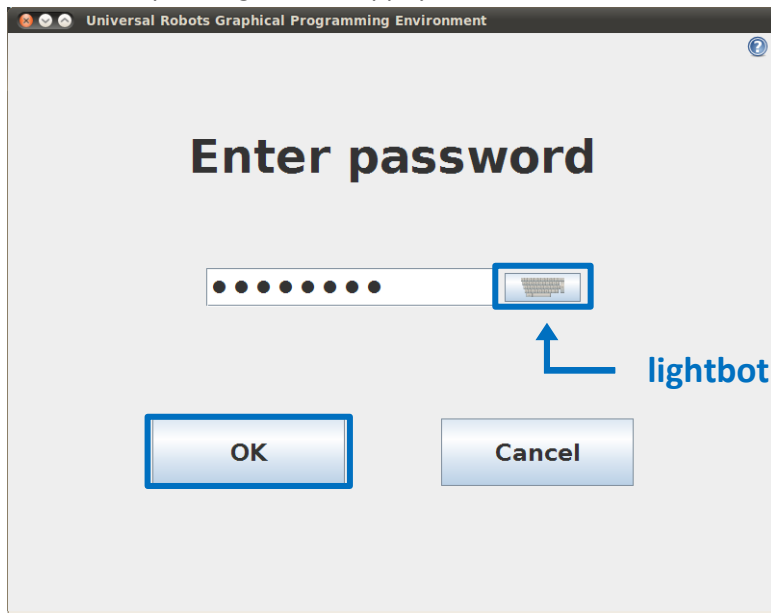 Universal Robots Graphical Programming Environment
Enter password
●●●●●●●●
lightbot
OK
Cancel